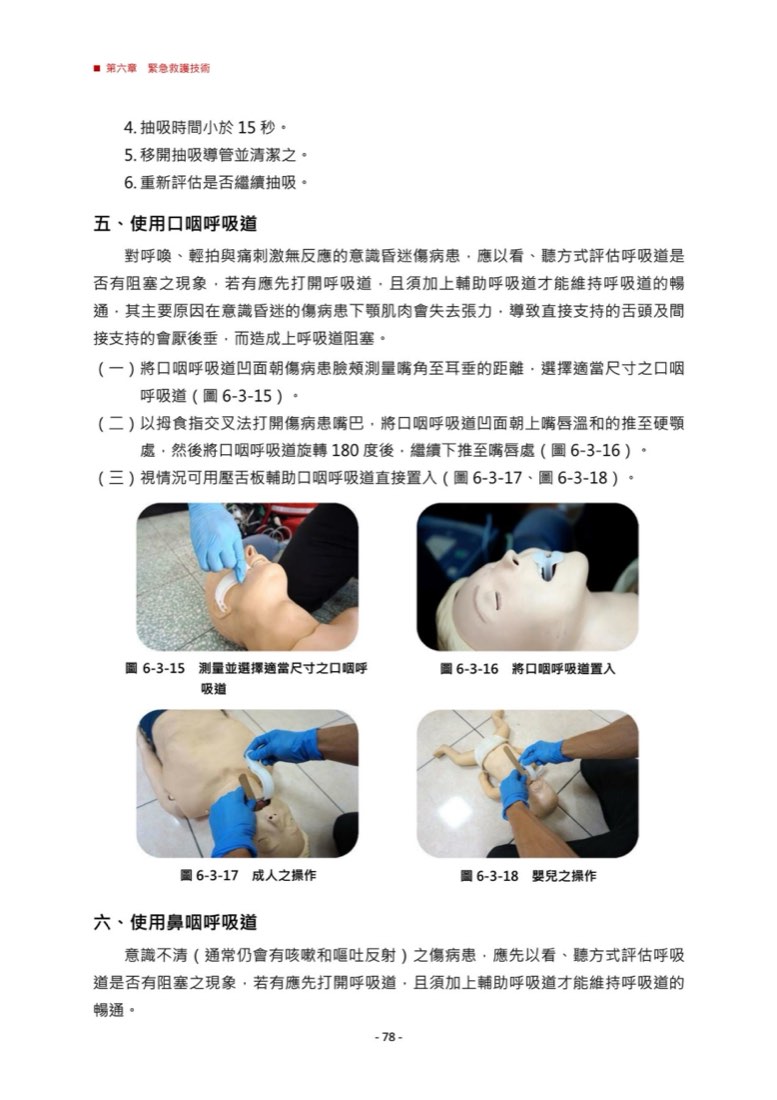 ■ 第六章 緊急救護技術
4. 抽吸時間小於 15 秒。
5. 移開抽吸導管並清潔之。
6. 重新評估是否繼續抽吸。
五、使用口咽呼吸道
對呼喚、輕拍與痛刺激無反應的意識昏迷傷病患，應以看、聽方式評估呼吸道是
否有阻塞之現象，若有應先打開呼吸道，且須加上輔助呼吸道才能維持呼吸道的暢
通，其主要原因在意識昏迷的傷病患下顎肌肉會失去張力，導致直接支持的舌頭及間
接支持的會厭後垂，而造成上呼吸道阻塞。
（一）將口咽呼吸道凹面朝傷病患臉頰測量嘴角至耳垂的距離，選擇適當尺寸之口咽
呼吸道（圖 6-3-15）。
（二）以拇食指交叉法打開傷病患嘴巴，將口咽呼吸道凹面朝上嘴唇溫和的推至硬顎
處，然後將口咽呼吸道旋轉 180 度後，繼續下推至嘴唇處（圖 6-3-16）。
（三）視情況可用壓舌板輔助口咽呼吸道直接置入（圖 6-3-17、圖 6-3-18）。
圖 6-3-15 測量並選擇適當尺寸之口咽呼
吸道
圖 6-3-16 將口咽呼吸道置入
圖 6-3-17 成人之操作
圖 6-3-18 嬰兒之操作
六、使用鼻咽呼吸道
意識不清（通常仍會有咳嗽和嘔吐反射）之傷病患，應先以看、聽方式評估呼吸
道是否有阻塞之現象，若有應先打開呼吸道，且須加上輔助呼吸道才能維持呼吸道的
暢通。
- 78 -